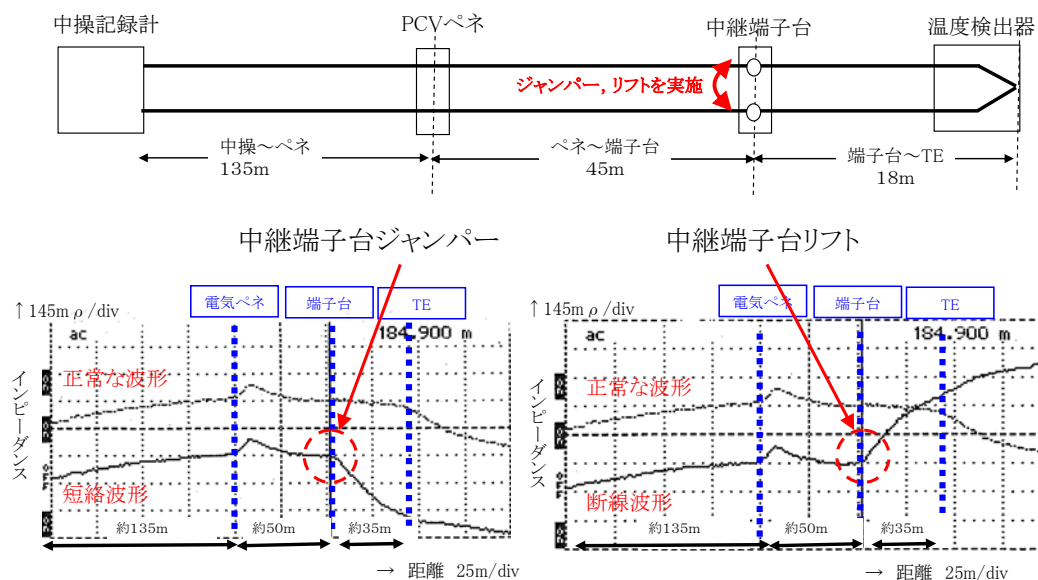 中操記録計
PCVペネ
中継端子台
温度検出器
ジャンパー，リフトを実施
中操～ペネ
135m
ペネ～端子台
45m
端子台～TE
18m
中継端子台ジャンパー
中継端子台リフト
↑145mρ/div
電気ペネ
端子台
TE
ac
184.900 m
正常な波形
インピーダンス
短絡波形
約135m
約50m
約35m
→ 距離 25m/div
↑145mρ/div
電気ペネ
端子台
TE
ac
184.900 m
正常な波形
インピーダンス
断線波形
約135m
約50m
約35m
→ 距離 25m/div